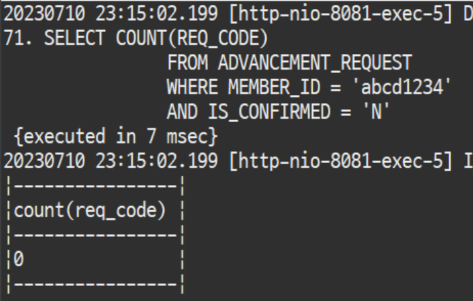 20230710 23:15:02.199 [http-nio-8081-exec-5] D
71. SELECT COUNT(REQ_CODE)
FROM ADVANCEMENT_REQUEST
WHERE MEMBER_ID = 'abcd1234'
AND IS_CONFIRMED = 'N'
{executed in 7 msec}
20230710 23:15:02.199 [http-nio-8081-exec-5] I
|----------------|
|count(req_code) |
|----------------|
|0 |
|----------------|